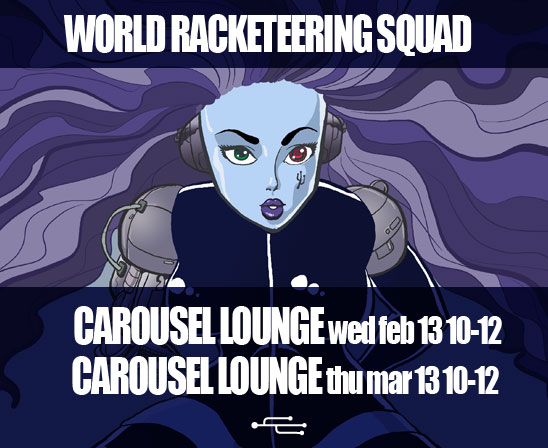 WORLD RACKETEERING SQUAD
CAROUSEL LOUNGE wed feb 13 10-12
CAROUSEL LOUNGE thu mar 13 10-12